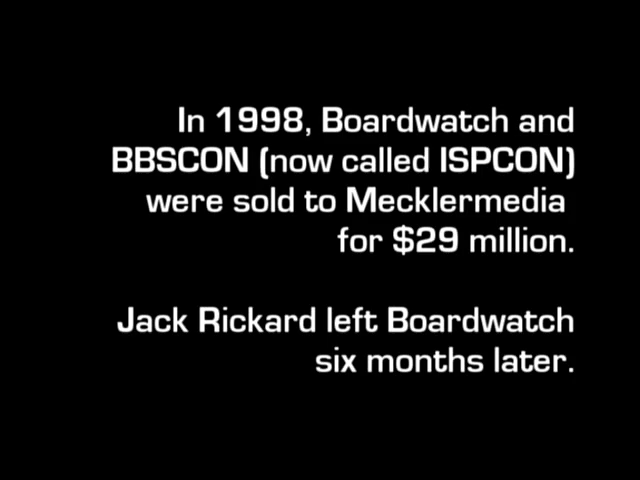 In 1998, Boardwatch and
BBSCON (now called ISPCON)
were sold to Mecklermedia
for $29 million.
Jack Rickard left Boardwatch
six months later.